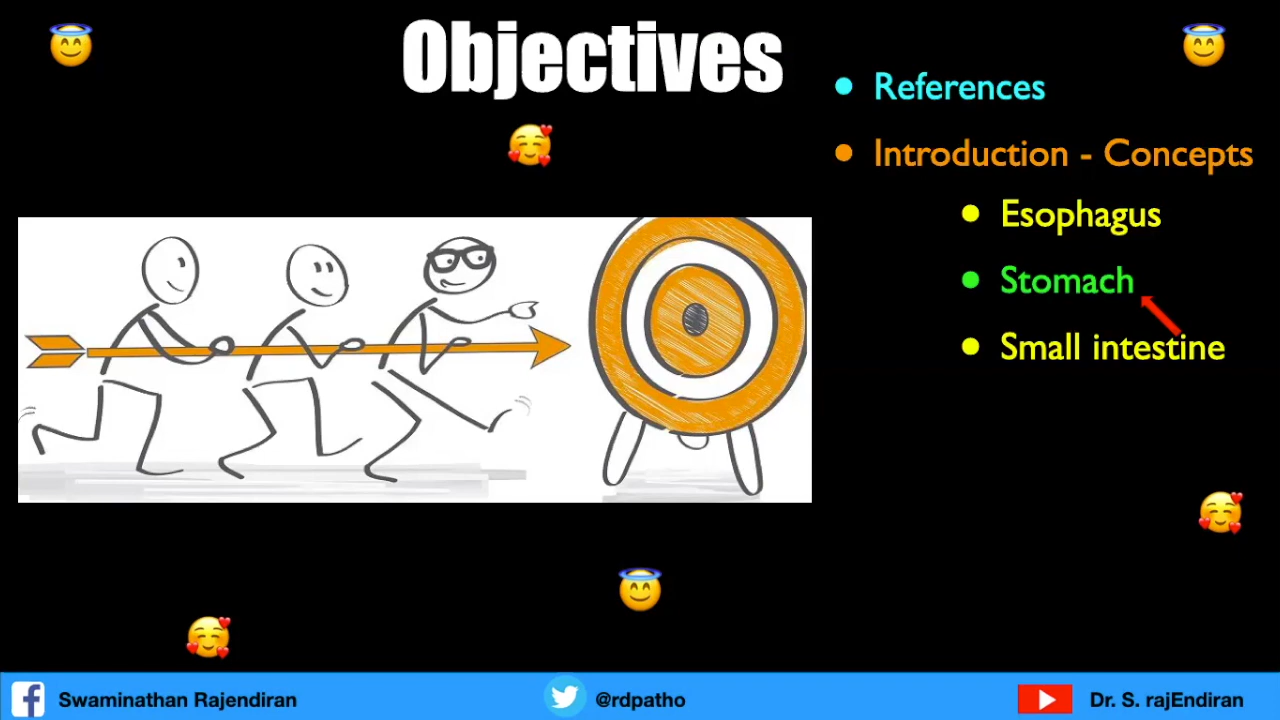 Objectives
References
Introduction - Concepts
Esophagus
Stomach
Small intestine
Swaminathan Rajendiran
@rdpatho
Dr. S. rajEndiran